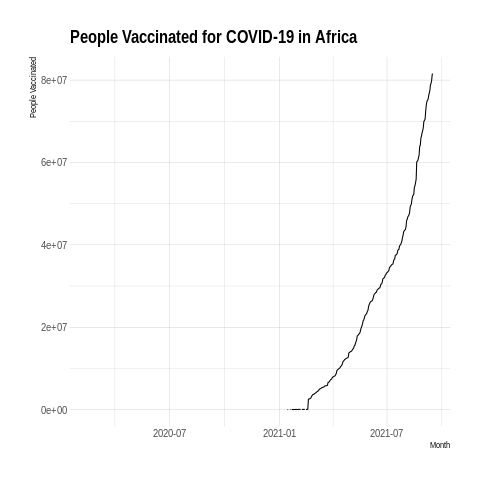 People Vaccinated for COVID-19 in Africa
People Vaccinated
8e+07
6e+07
4e+07
2e+07
0e+00
2020-07
2021-01
2021-07
Month